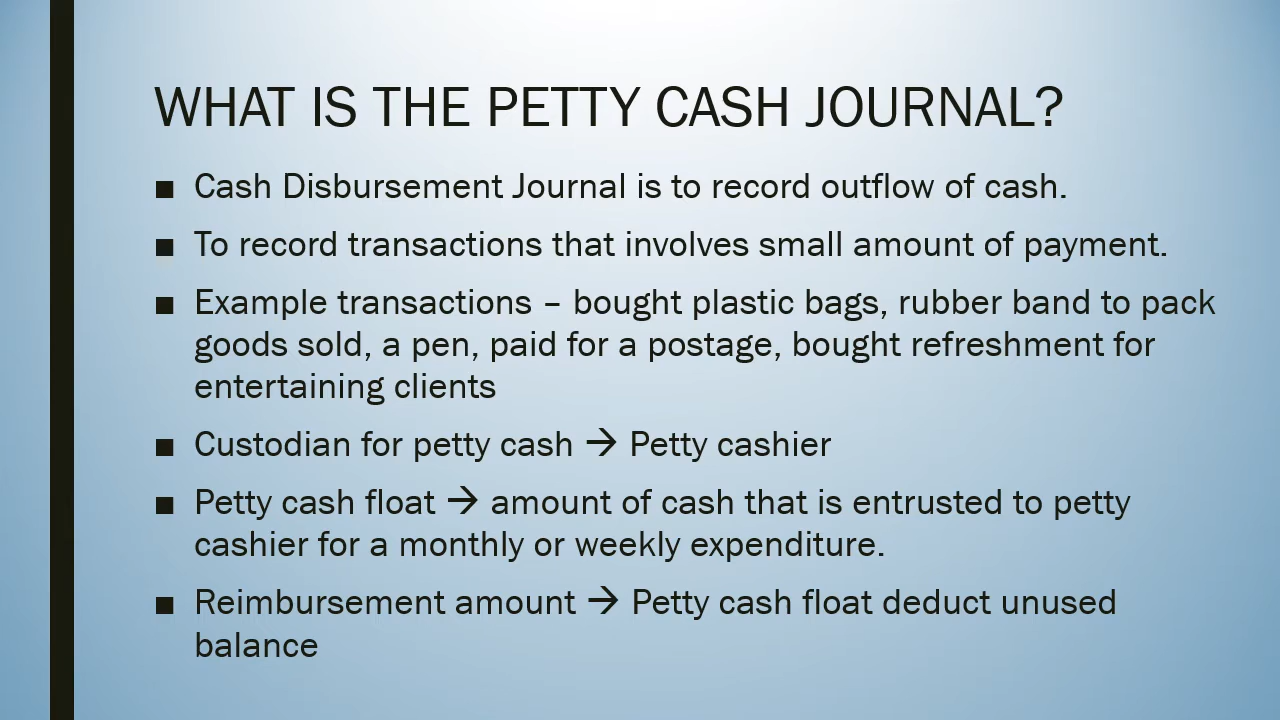 WHAT IS THE PETTY CASH JOURNAL?
■ Cash Disbursement Journal is to record outflow of cash.
■ To record transactions that involves small amount of payment.
■ Example transactions – bought plastic bags, rubber band to pack
goods sold, a pen, paid for a postage, bought refreshment for
entertaining clients
■ Custodian for petty cash → Petty cashier
■ Petty cash float → amount of cash that is entrusted to petty
cashier for a monthly or weekly expenditure.
■ Reimbursement amount → Petty cash float deduct unused
balance